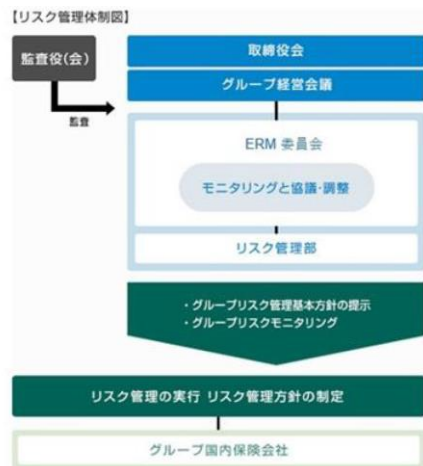 【リスク管理体制図】
監査役(会)
取締役会
グループ経営会議
監査
ERM 委員会
モニタリングと協議・調整
リスク管理部
・グループリスク管理基本方針の提示
・グループリスクモニタリング
リスク管理の実行 リスク管理方針の制定
グループ国内保険会社